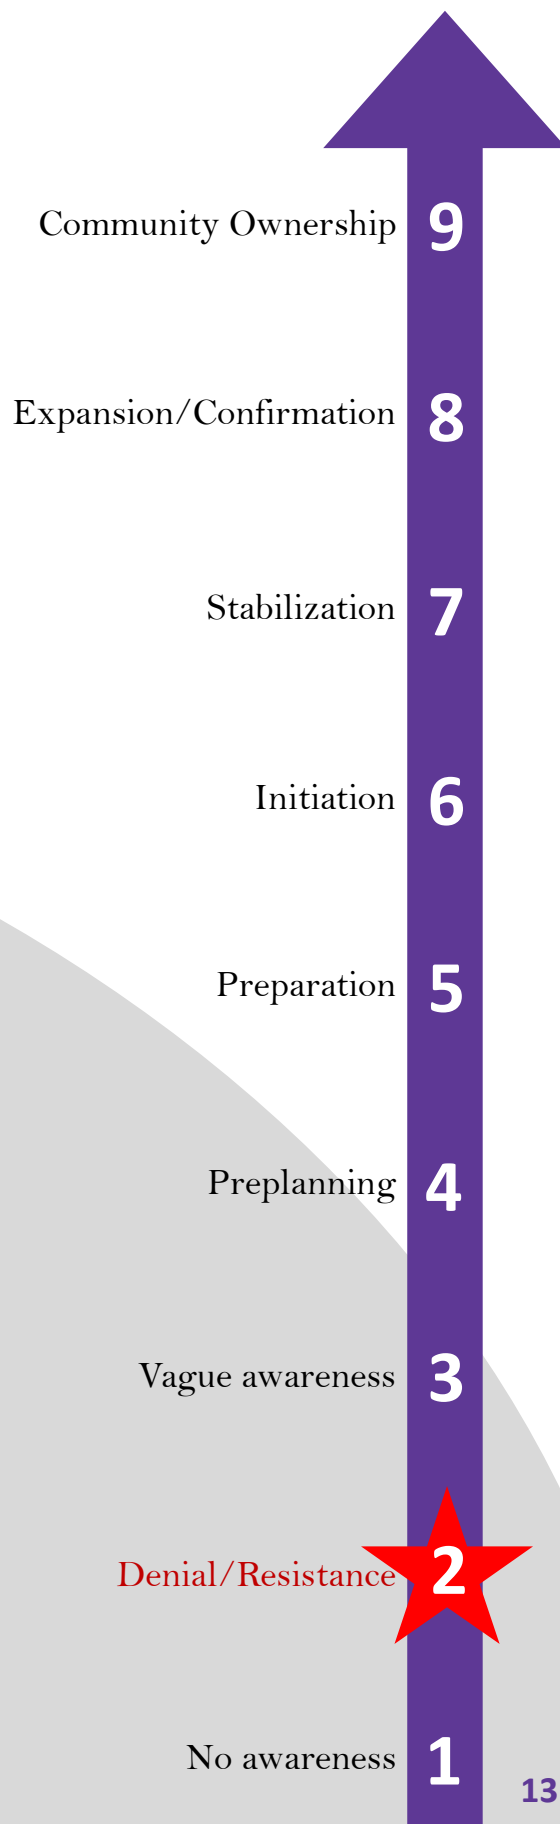 Community Ownership 9
Expansion/Confirmation 8
Stabilization 7
Initiation 6
Preparation 5
Preplanning 4
Vague awareness 3
Denial/Resistance 2
No awareness 1
13